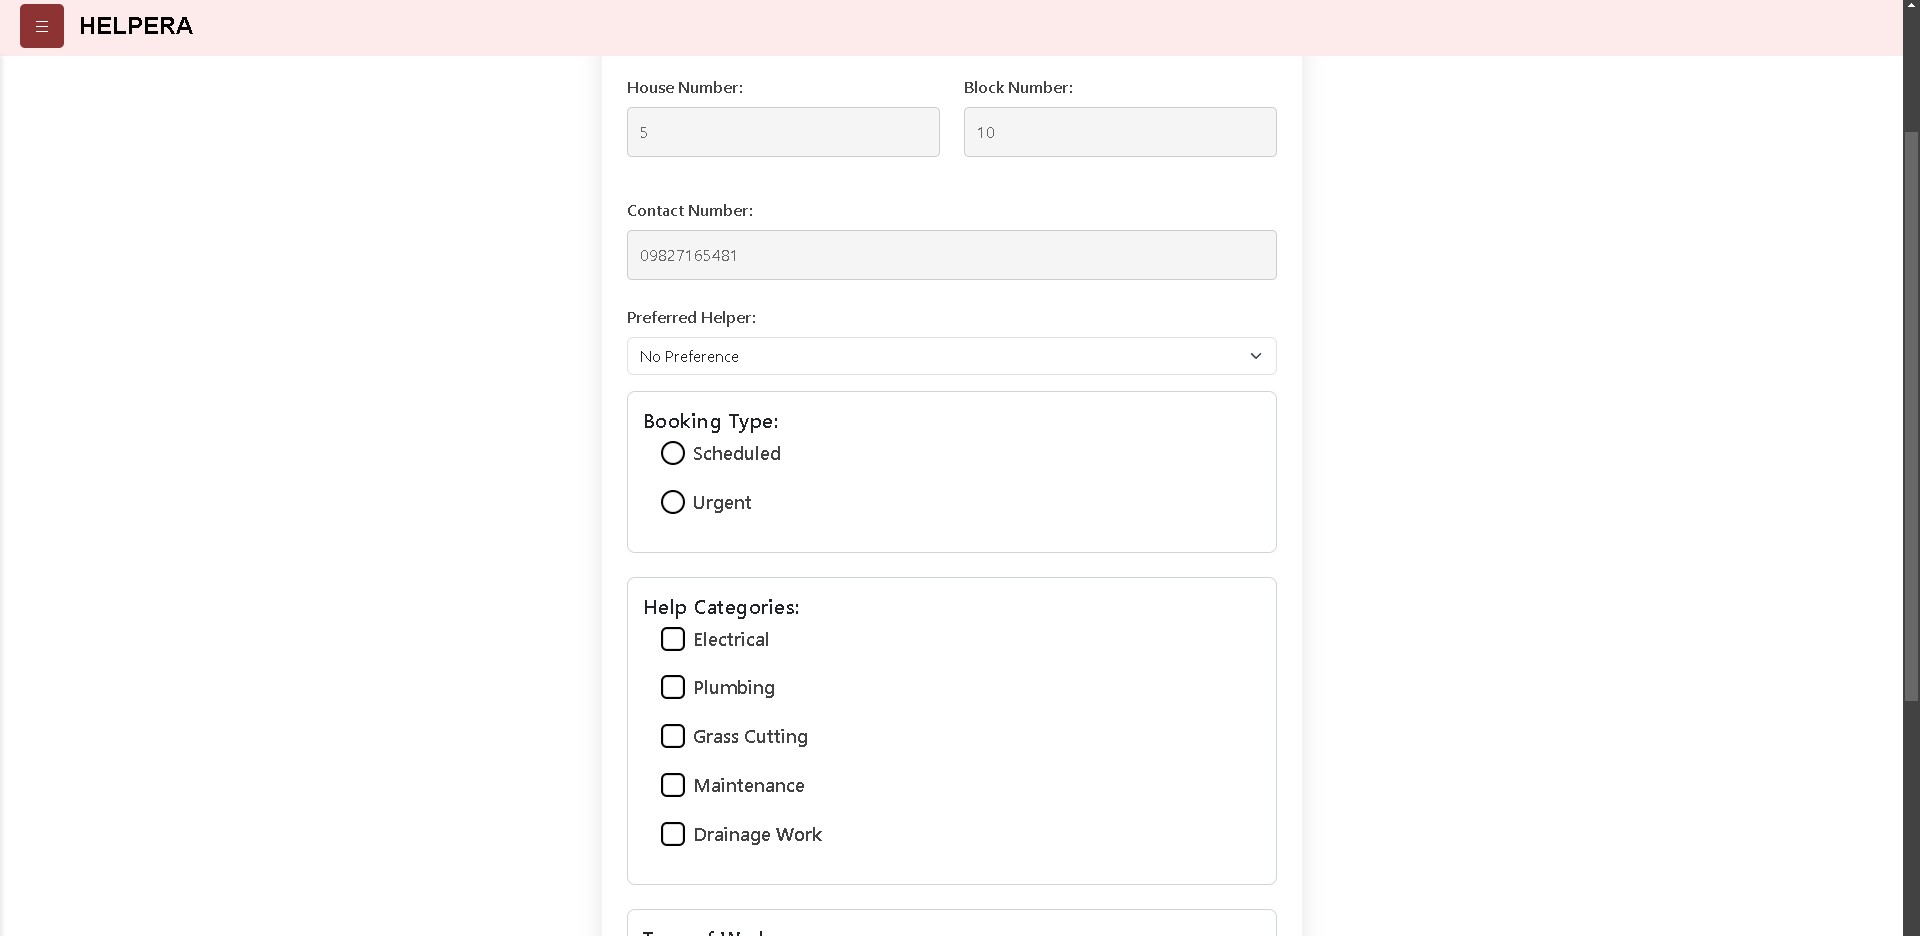 HELPERA
House Number: Block Number:
5 10
Contact Number:
09827165481
Preferred Helper:
No Preference
Booking Type:
Scheduled
Urgent
Help Categories:
Electrical
Plumbing
Grass Cutting
Maintenance
Drainage Work